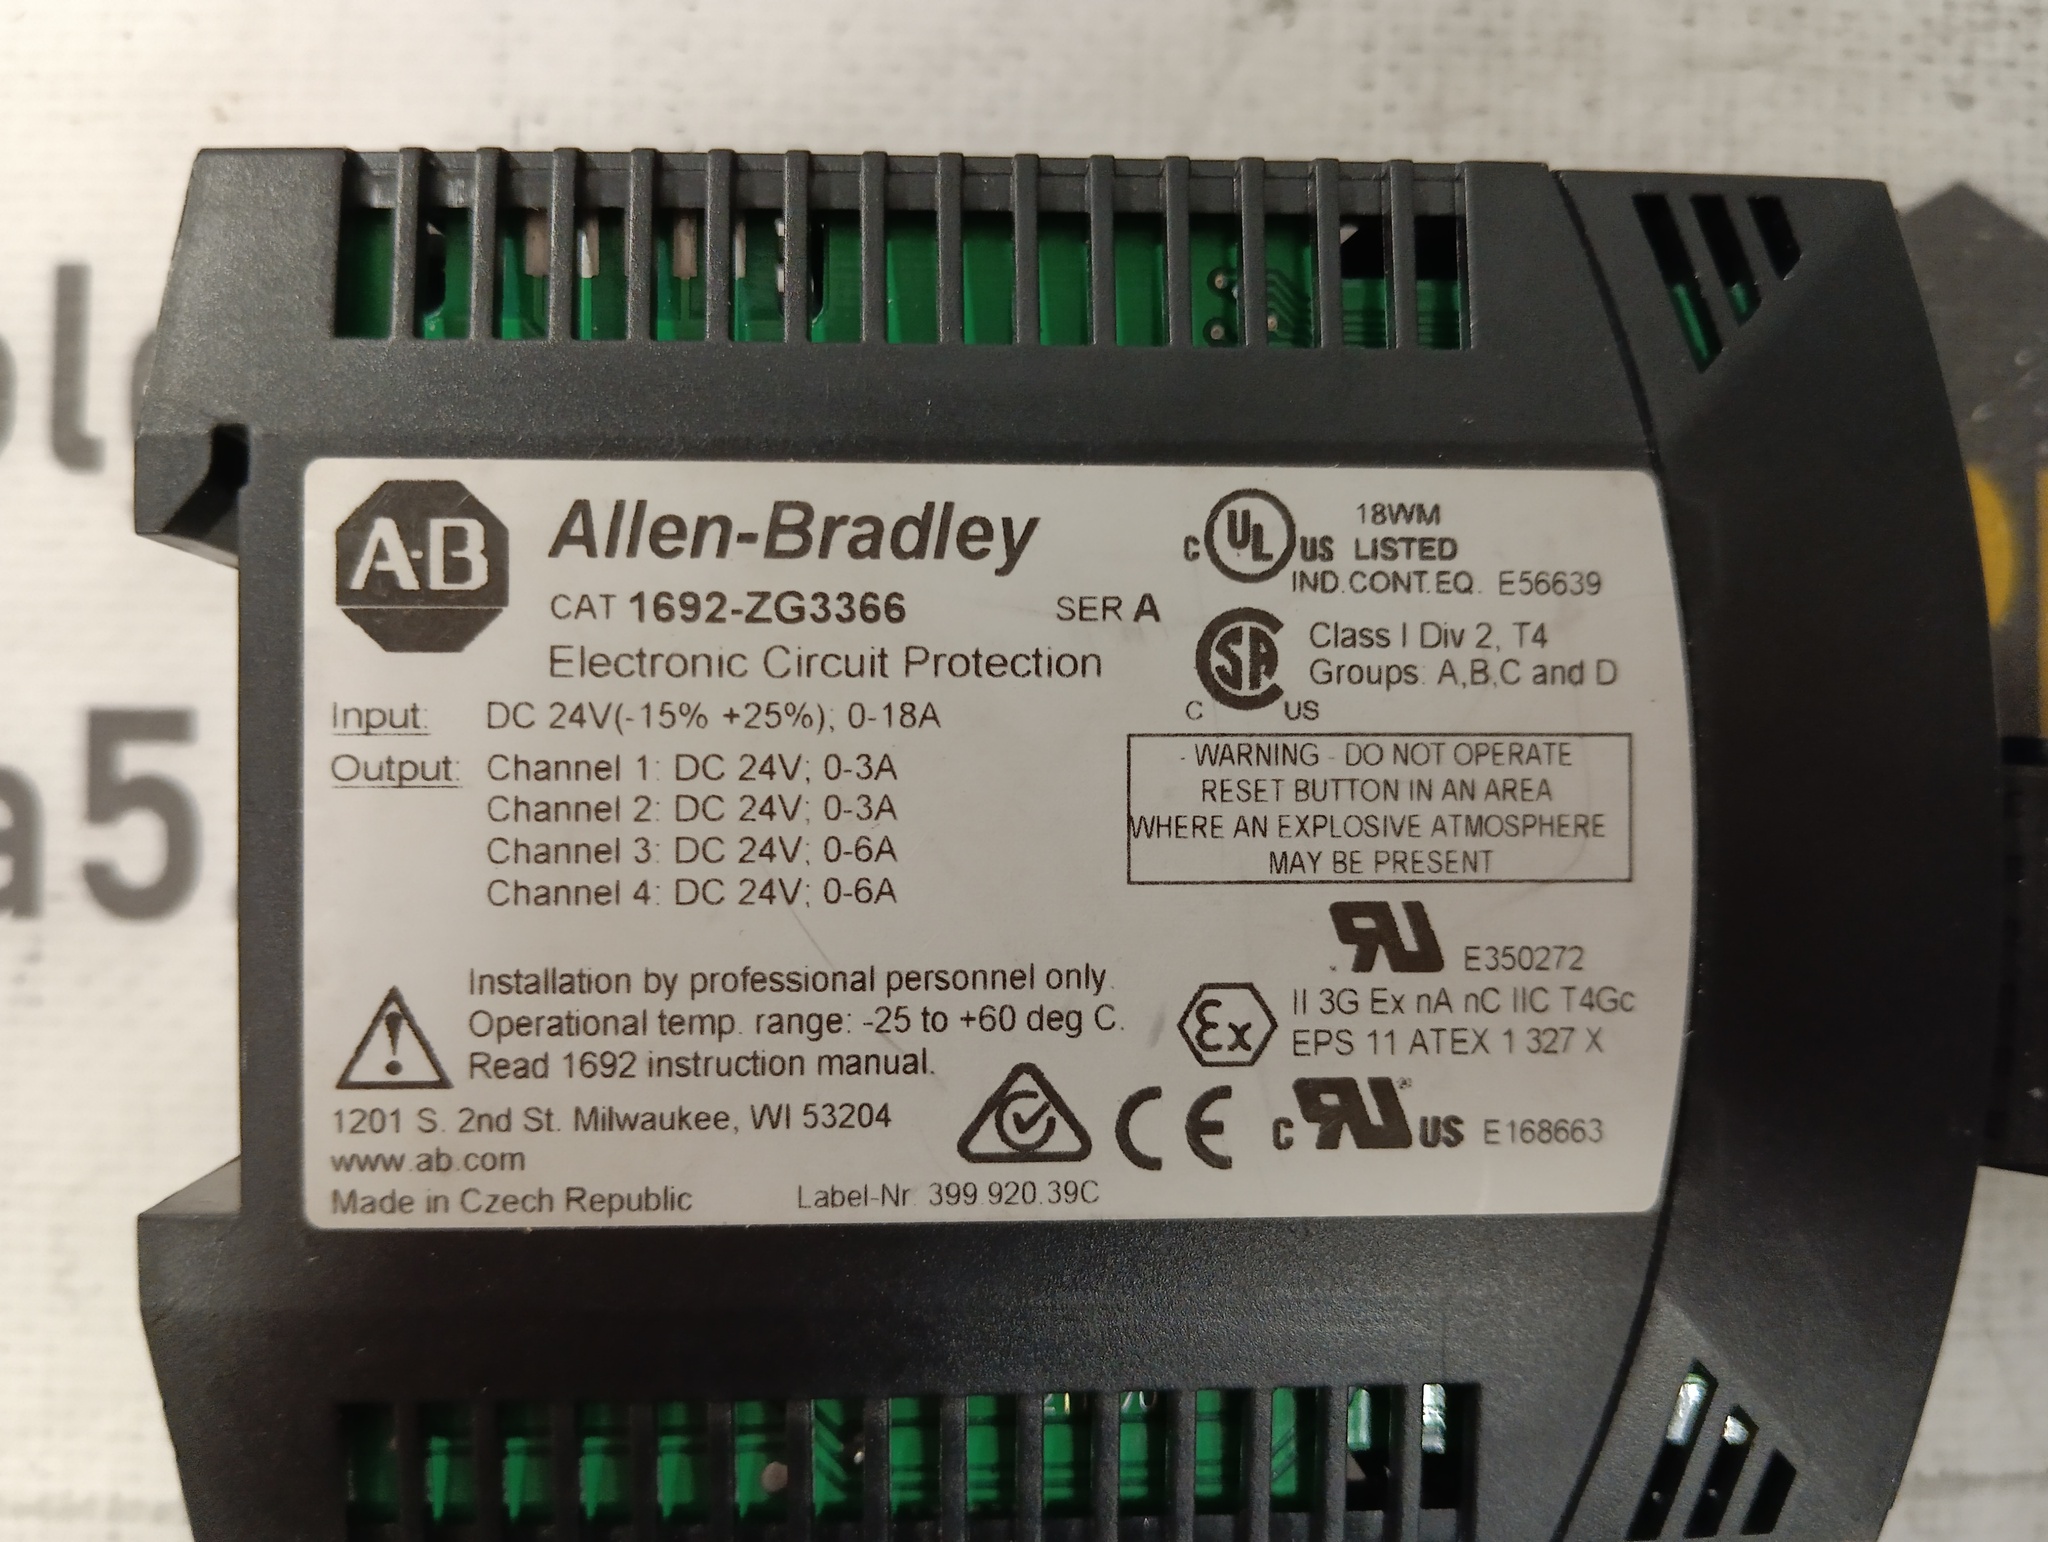 A-B
Allen-Bradley
CAT 1692-ZG3366 SER A
Electronic Circuit Protection
Input: DC 24V(-15% +25%); 0-18A
Output: Channel 1: DC 24V; 0-3A
Channel 2: DC 24V; 0-3A
Channel 3: DC 24V; 0-6A
Channel 4: DC 24V; 0-6A
Installation by professional personnel only.
Operational temp. range: -25 to +60 deg C.
Read 1692 instruction manual.
1201 S. 2nd St. Milwaukee, WI 53204
www.ab.com
Made in Czech Republic Label-Nr. 399.920.39C
C UL US 18WM
LISTED
IND.CONT.EQ. E56639
C SA US Class I Div 2, T4
Groups: A,B,C and D
- WARNING - DO NOT OPERATE
RESET BUTTON IN AN AREA
WHERE AN EXPLOSIVE ATMOSPHERE
MAY BE PRESENT
RU E350272
Ex II 3G Ex nA nC IIC T4Gc
EPS 11 ATEX 1 327 X
CE c RU ® US E168663
a5